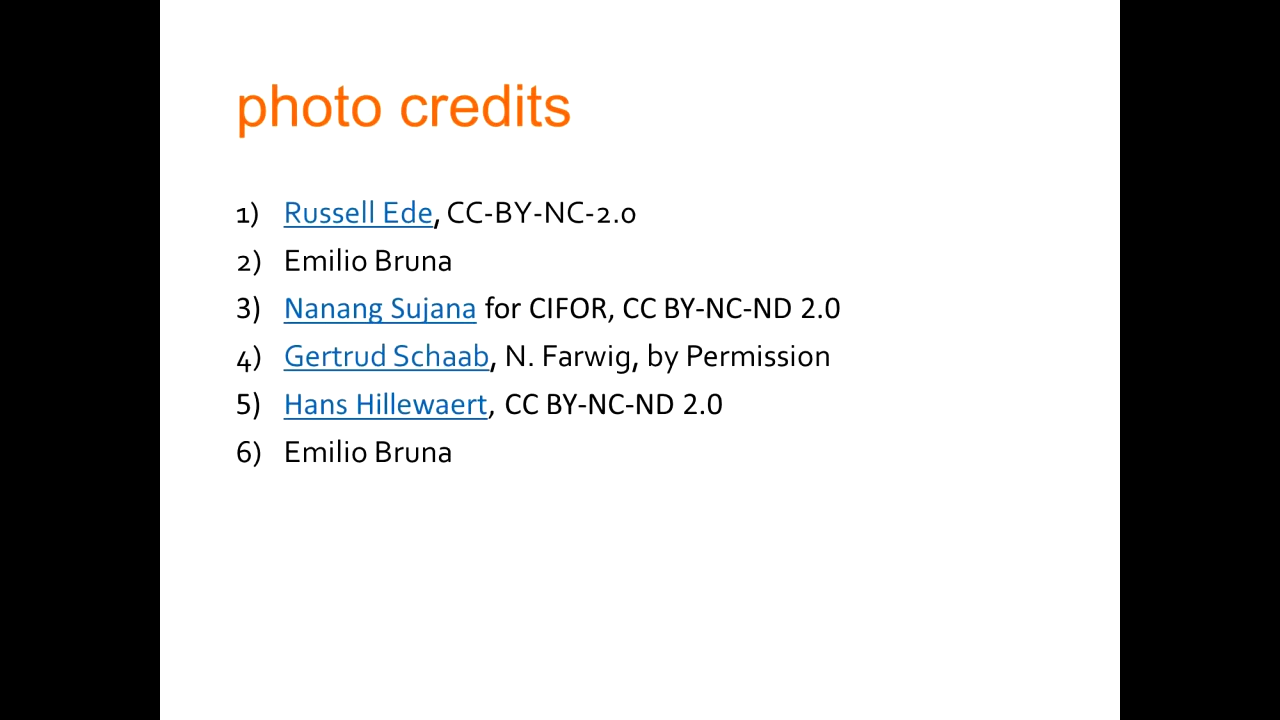 photo credits
1) Russell Ede, CC-BY-NC-2.0
2) Emilio Bruna
3) Nanang Sujana for CIFOR, CC BY-NC-ND 2.0
4) Gertrud Schaab, N. Farwig, by Permission
5) Hans Hillewaert, CC BY-NC-ND 2.0
6) Emilio Bruna